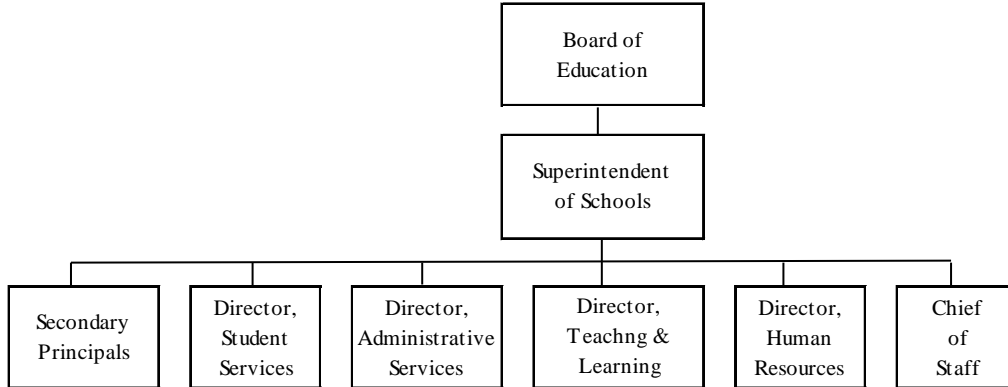 Board of
Education
Superintendent
of Schools
Secondary
Principals
Director,
Student
Services
Director,
Administrative
Services
Director,
Teachng &
Learning
Director,
Human
Resources
Chief
of
Staff